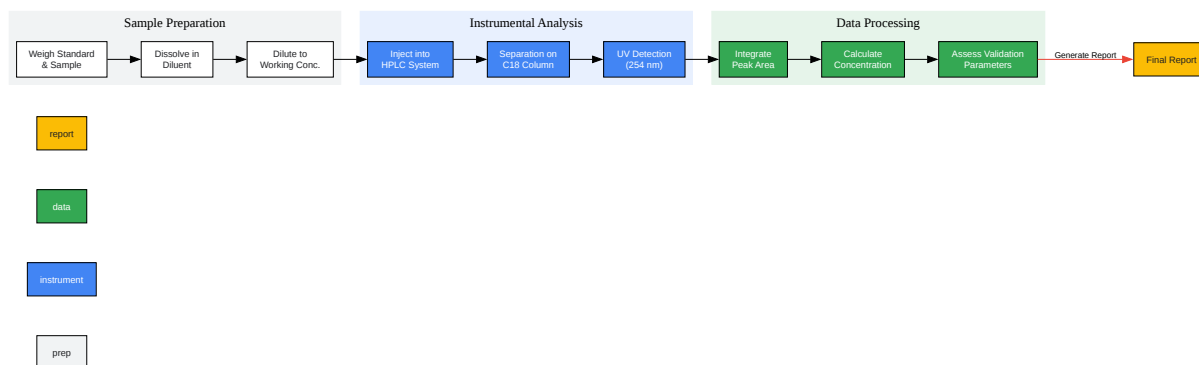 Sample Preparation
Weigh Standard
& Sample
Dissolve in
Diluent
Dilute to
Working Conc.
Instrumental Analysis
Inject into
HPLC System
Separation on
C18 Column
UV Detection
(254 nm)
Data Processing
Integrate
Peak Area
Calculate
Concentration
Assess Validation
Parameters
Generate Report
Final Report
report
data
instrument
prep